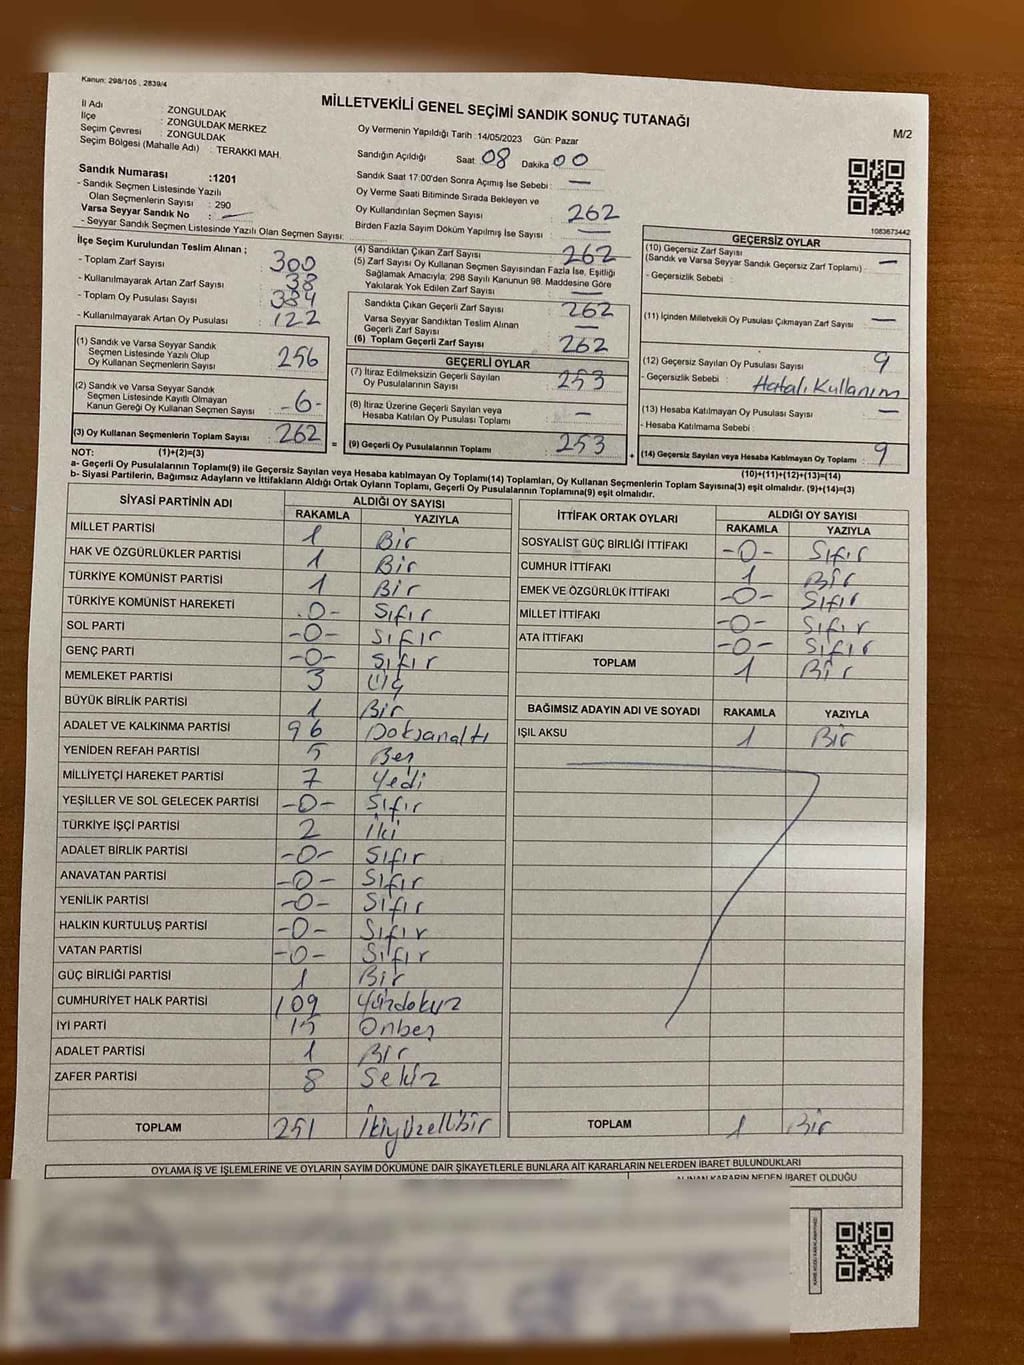 Kanun: 298/105 , 2839/4
MİLLETVEKİLİ GENEL SEÇİMİ SANDIK SONUÇ TUTANAĞI
M/2
İl Adı : ZONGULDAK
İlçe : ZONGULDAK MERKEZ
Seçim Çevresi : ZONGULDAK
Seçim Bölgesi (Mahalle Adı) : TERAKKİ MAH.
Sandık Numarası :1201
- Sandık Seçmen Listesinde Yazılı
Olan Seçmenlerin Sayısı : 290
Varsa Seyyar Sandık No : —
- Seyyar Sandık Seçmen Listesinde Yazılı Olan Seçmen Sayısı:
Oy Vermenin Yapıldığı Tarih :14/05/2023 Gün: Pazar
Sandığın Açıldığı Saat 08 Dakika 00
Sandık Saat 17:00'den Sonra Açımış İse Sebebi : —
Oy Verme Saati Bitiminde Sırada Bekleyen ve
Oy Kullandırılan Seçmen Sayısı : 262
Birden Fazla Sayım Döküm Yapılmış İse Sayısı : —
1083673442
İlçe Seçim Kurulundan Teslim Alınan ;
- Toplam Zarf Sayısı : 300
- Kullanılmayarak Artan Zarf Sayısı : 38
- Toplam Oy Pusulası Sayısı : 384
- Kullanılmayarak Artan Oy Pusulası : 122
(1) Sandık ve Varsa Seyyar Sandık
Seçmen Listesinde Yazılı Olup
Oy Kullanan Seçmenlerin Sayısı : 256
(2) Sandık ve Varsa Seyyar Sandık
Seçmen Listesinde Kayıtlı Olmayan
Kanun Gereği Oy Kullanan Seçmen Sayısı : -6-
(3) Oy Kullanan Seçmenlerin Toplam Sayısı : 262 =
(4) Sandıktan Çıkan Zarf Sayısı : 262
(5) Zarf Sayısı Oy Kullanan Seçmen Sayısından Fazla İse, Eşitliği
Sağlamak Amacıyla; 298 Sayılı Kanunun 98. Maddesine Göre
Yakılarak Yok Edilen Zarf Sayısı : —
Sandıkta Çıkan Geçerli Zarf Sayısı : 262
Varsa Seyyar Sandıktan Teslim Alınan
Geçerli Zarf Sayısı : —
(6) Toplam Geçerli Zarf Sayısı : 262
GEÇERLİ OYLAR
(7) İtiraz Edilmeksizin Geçerli Sayılan
Oy Pusulalarının Sayısı : 253
(8) İtiraz Üzerine Geçerli Sayılan veya
Hesaba Katılan Oy Pusulası Toplamı : —
(9) Geçerli Oy Pusulalarının Toplamı : 253 +
GEÇERSİZ OYLAR
(10) Geçersiz Zarf Sayısı
(Sandık ve Varsa Seyyar Sandık Geçersiz Zarf Toplamı) : —
- Geçersizlik Sebebi :
(11) İçinden Milletvekili Oy Pusulası Çıkmayan Zarf Sayısı : —
(12) Geçersiz Sayılan Oy Pusulası Sayısı : 9
- Geçersizlik Sebebi : Hatalı Kullanım
(13) Hesaba Katılmayan Oy Pusulası Sayısı : —
- Hesaba Katılmama Sebebi :
(14) Geçersiz Sayılan veya Hesaba Katılmayan Oy Toplamı : 9
NOT: (1)+(2)=(3)
(10)+(11)+(12)+(13)=(14)
a- Geçerli Oy Pusulalarının Toplamı(9) ile Geçersiz Sayılan veya Hesaba katılmayan Oy Toplamı(14) Toplamları, Oy Kullanan Seçmenlerin Toplam Sayısına(3) eşit olmalıdır. (9)+(14)=(3)
b- Siyasi Partilerin, Bağımsız Adayların ve İttifakların Aldığı Ortak Oyların Toplamı, Geçerli Oy Pusulalarının Toplamına(9) eşit olmalıdır.
SİYASİ PARTİNİN ADI ALDIĞI OY SAYISI
RAKAMLA YAZIYLA
MİLLET PARTİSİ 1 Bir
HAK VE ÖZGÜRLÜKLER PARTİSİ 1 Bir
TÜRKİYE KOMÜNİST PARTİSİ 1 Bir
TÜRKİYE KOMÜNİST HAREKETİ -0- Sıfır
SOL PARTİ -0- Sıfır
GENÇ PARTİ -0- Sıfır
MEMLEKET PARTİSİ 3 Üç
BÜYÜK BİRLİK PARTİSİ 1 Bir
ADALET VE KALKINMA PARTİSİ 96 Doksanaltı
YENİDEN REFAH PARTİSİ 5 Beş
MİLLİYETÇİ HAREKET PARTİSİ 7 Yedi
YEŞİLLER VE SOL GELECEK PARTİSİ -0- Sıfır
TÜRKİYE İŞÇİ PARTİSİ 2 İki
ADALET BİRLİK PARTİSİ -0- Sıfır
ANAVATAN PARTİSİ -0- Sıfır
YENİLİK PARTİSİ -0- Sıfır
HALKIN KURTULUŞ PARTİSİ -0- Sıfır
VATAN PARTİSİ -0- Sıfır
GÜÇ BİRLİĞİ PARTİSİ 1 Bir
CUMHURİYET HALK PARTİSİ 109 Yüzdokuz
İYİ PARTİ 15 Onbeş
ADALET PARTİSİ 1 Bir
ZAFER PARTİSİ 8 Sekiz
TOPLAM 251 İkiyüzellibir
İTTİFAK ORTAK OYLARI ALDIĞI OY SAYISI
RAKAMLA YAZIYLA
SOSYALİST GÜÇ BİRLİĞİ İTTİFAKI -0- Sıfır
CUMHUR İTTİFAKI 1 Bir
EMEK VE ÖZGÜRLÜK İTTİFAKI -0- Sıfır
MİLLET İTTİFAKI -0- Sıfır
ATA İTTİFAKI -0- Sıfır
TOPLAM 1 Bir
BAĞIMSIZ ADAYIN ADI VE SOYADI RAKAMLA YAZIYLA
IŞIL AKSU 1 Bir
TOPLAM 1 Bir
OYLAMA İŞ VE İŞLEMLERİNE VE OYLARIN SAYIM DÖKÜMÜNE DAİR ŞİKAYETLERLE BUNLARA AİT KARARLARIN NELERDEN İBARET BULUNDUKLARI
ALINAN KARARIN NEDEN İBARET OLDUĞU